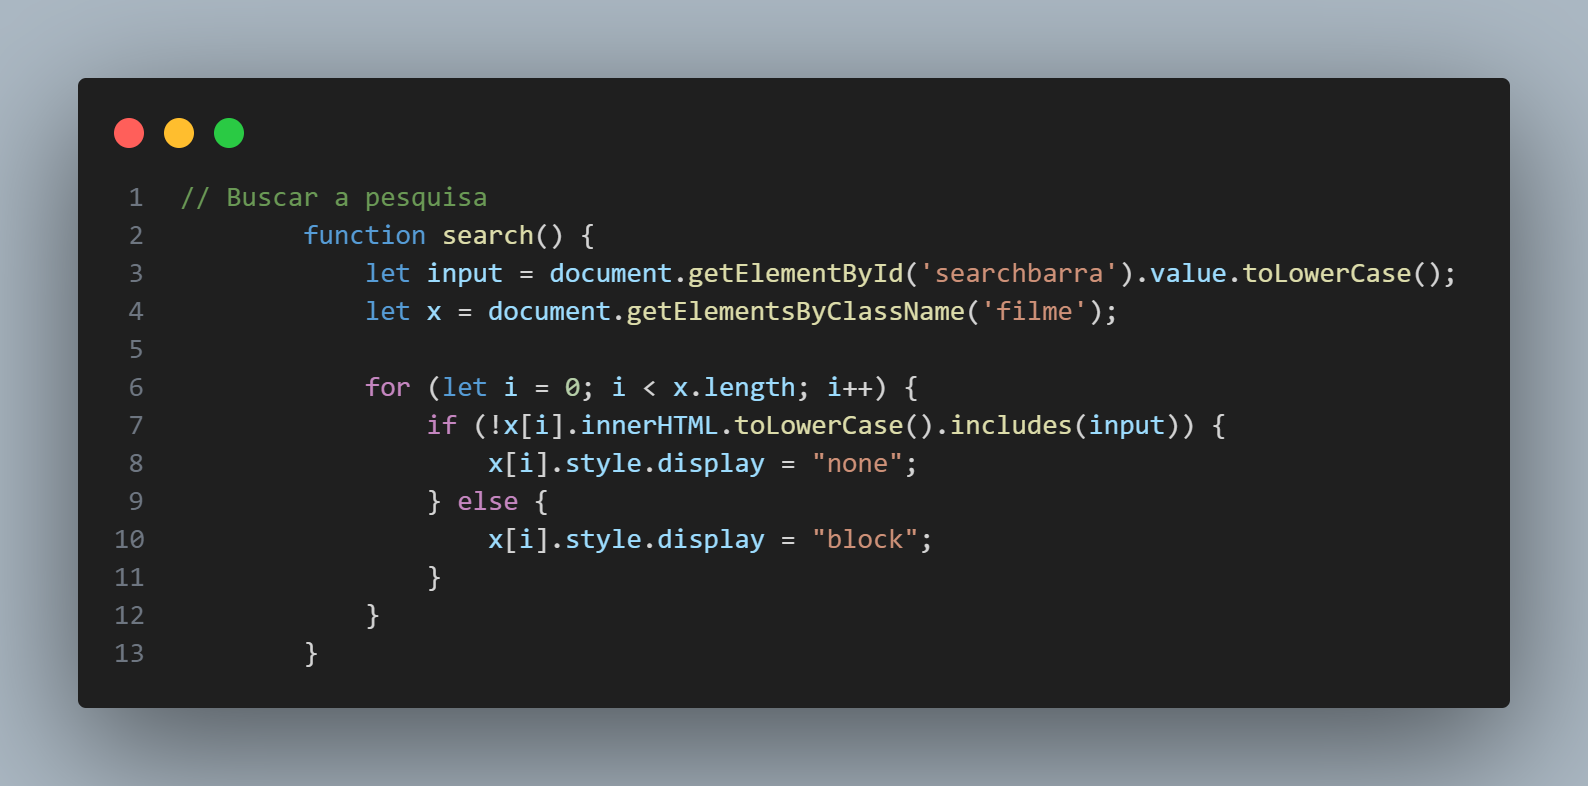 1 // Buscar a pesquisa
2         function search() {
3             let input = document.getElementById('searchbarra').value.toLowerCase();
4             let x = document.getElementsByClassName('filme');
5
6             for (let i = 0; i < x.length; i++) {
7                 if (!x[i].innerHTML.toLowerCase().includes(input)) {
8                     x[i].style.display = "none";
9                 } else {
10                     x[i].style.display = "block";
11                 }
12             }
13         }